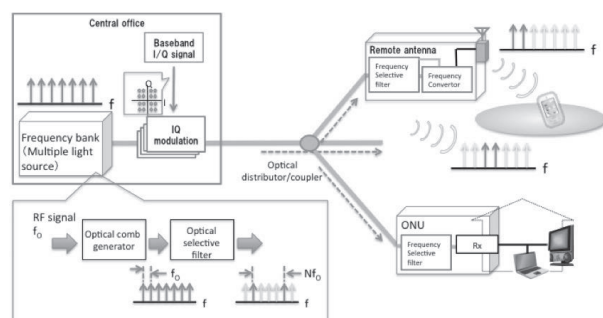 Central office
Baseband
I/Q signal
Q
I
f
Frequency bank
(Multiple light
source)
IQ
modulation
Optical
distributor/coupler
Remote antenna
Frequency
Selective
filter
Frequency
Convertor
f
f
RF signal
f₀
Optical comb
generator
Optical
selective
filter
f₀
f
Nf₀
f
ONU
Frequency
Selective
filter
Rx